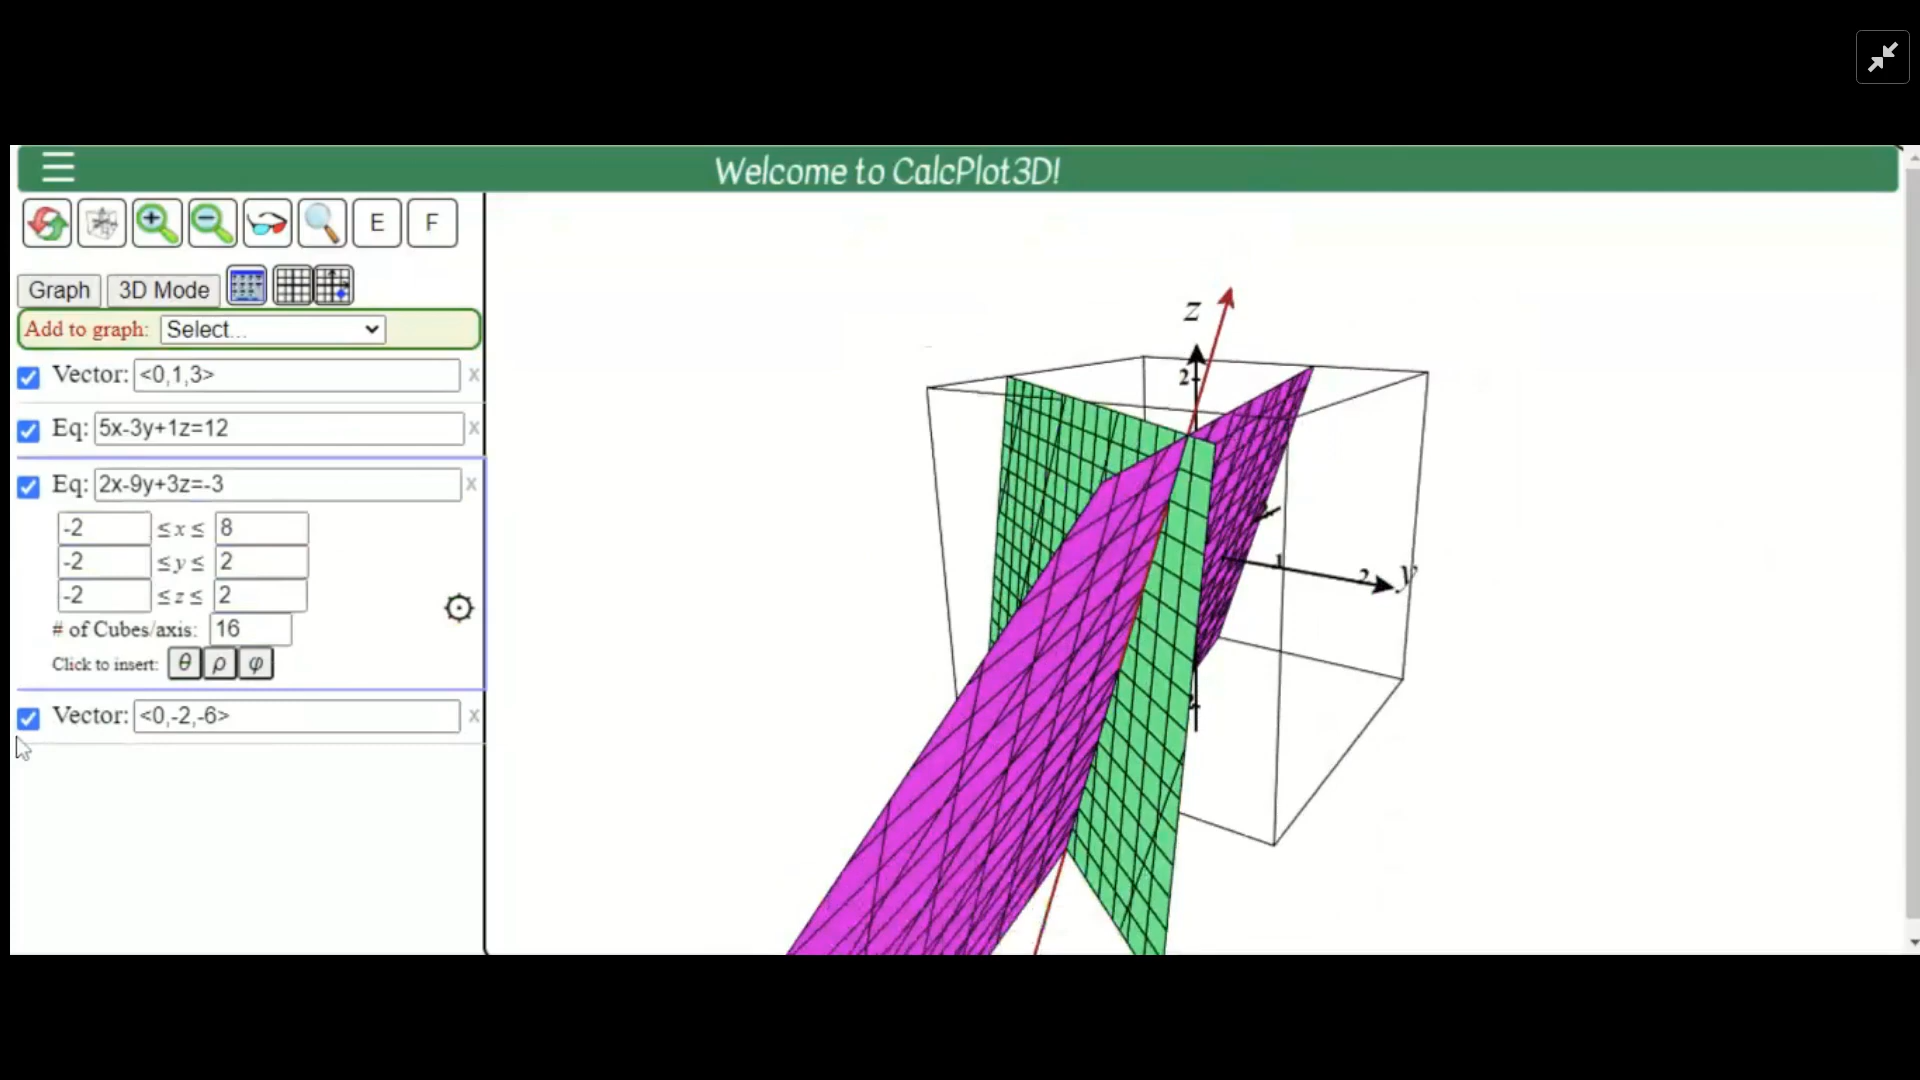 Welcome to CalcPlot3D!
E F
Graph 3D Mode
Add to graph: Select...
Vector: <0,1,3> x
Eq: 5x-3y+1z=12 x
Eq: 2x-9y+3z=-3 x
-2 ≤ x ≤ 8
-2 ≤ y ≤ 2
-2 ≤ z ≤ 2
# of Cubes/axis: 16
Click to insert: θ ρ φ
Vector: <0,-2,-6> x
z
2
1
2
y